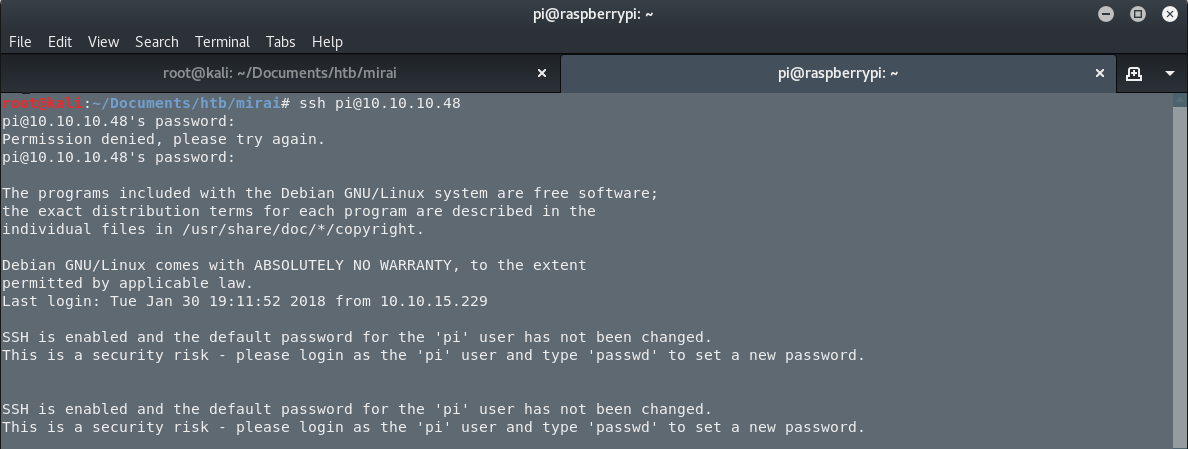 pi@raspberrypi: ~
File Edit View Search Terminal Tabs Help
root@kali: ~/Documents/htb/mirai
pi@raspberrypi: ~
root@kali:~/Documents/htb/mirai# ssh pi@10.10.10.48
pi@10.10.10.48's password:
Permission denied, please try again.
pi@10.10.10.48's password:
The programs included with the Debian GNU/Linux system are free software;
the exact distribution terms for each program are described in the
individual files in /usr/share/doc/*/copyright.
Debian GNU/Linux comes with ABSOLUTELY NO WARRANTY, to the extent
permitted by applicable law.
Last login: Tue Jan 30 19:11:52 2018 from 10.10.15.229
SSH is enabled and the default password for the 'pi' user has not been changed.
This is a security risk - please login as the 'pi' user and type 'passwd' to set a new password.
SSH is enabled and the default password for the 'pi' user has not been changed.
This is a security risk - please login as the 'pi' user and type 'passwd' to set a new password.